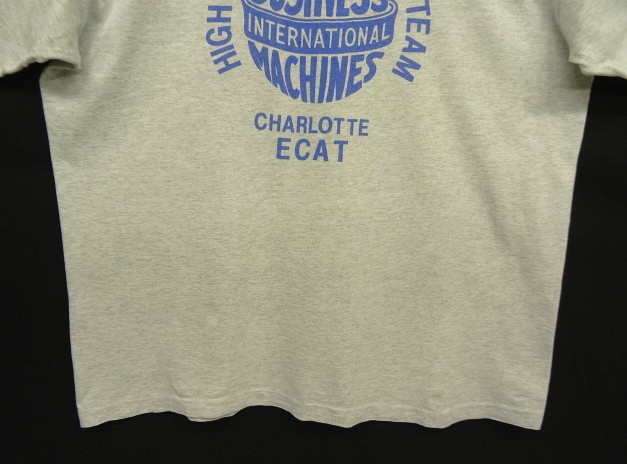 HIGH
TEAM
BUSINESS
INTERNATIONAL
MACHINES
CHARLOTTE
ECAT